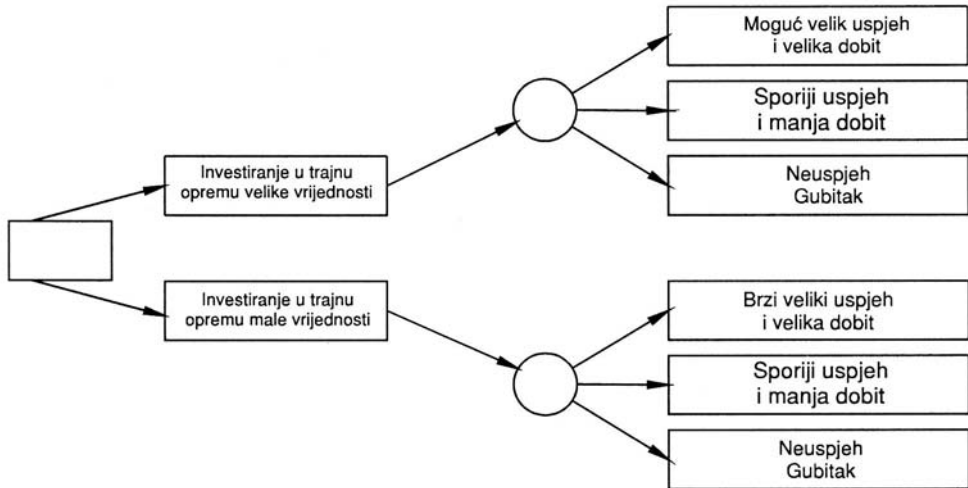 Moguć velik uspjeh
i velika dobit
Sporiji uspjeh
i manja dobit
Investiranje u trajnu
opremu velike vrijednosti
Neuspjeh
Gubitak
Investiranje u trajnu
opremu male vrijednosti
Brzi veliki uspjeh
i velika dobit
Sporiji uspjeh
i manja dobit
Neuspjeh
Gubitak